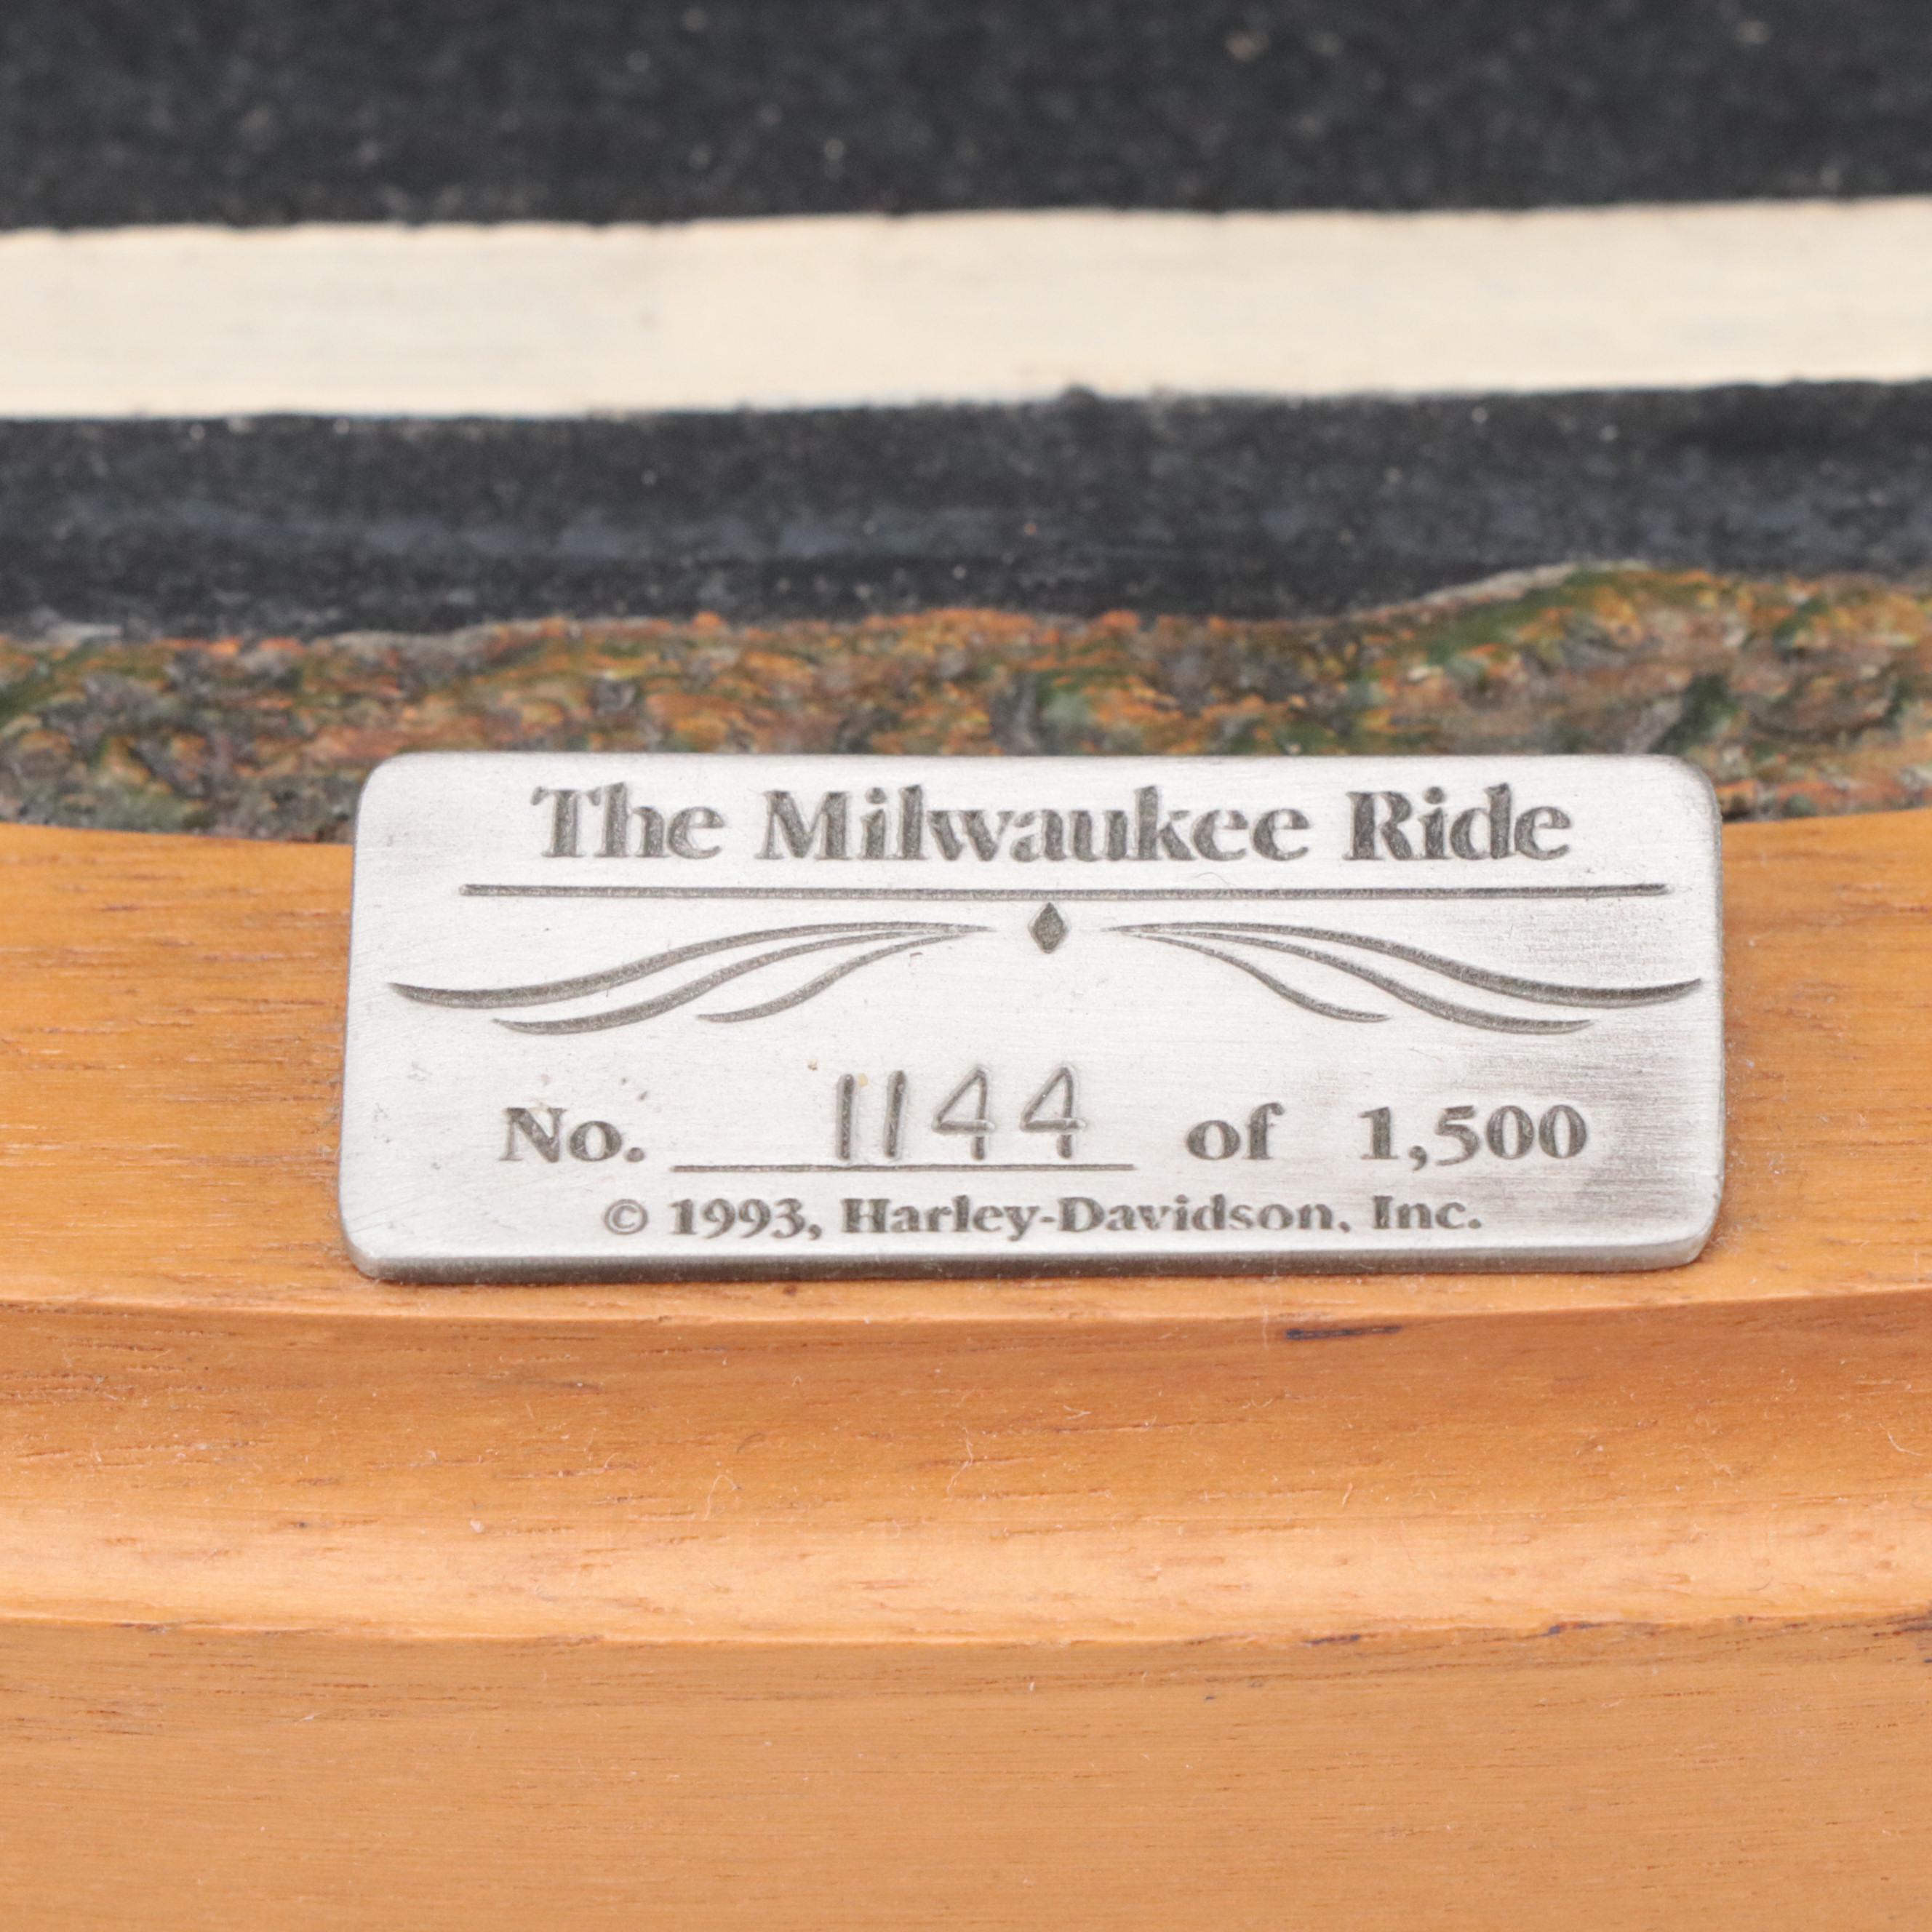 The Milwaukee Ride
No. 1144 of 1,500
© 1993, Harley-Davidson, Inc.